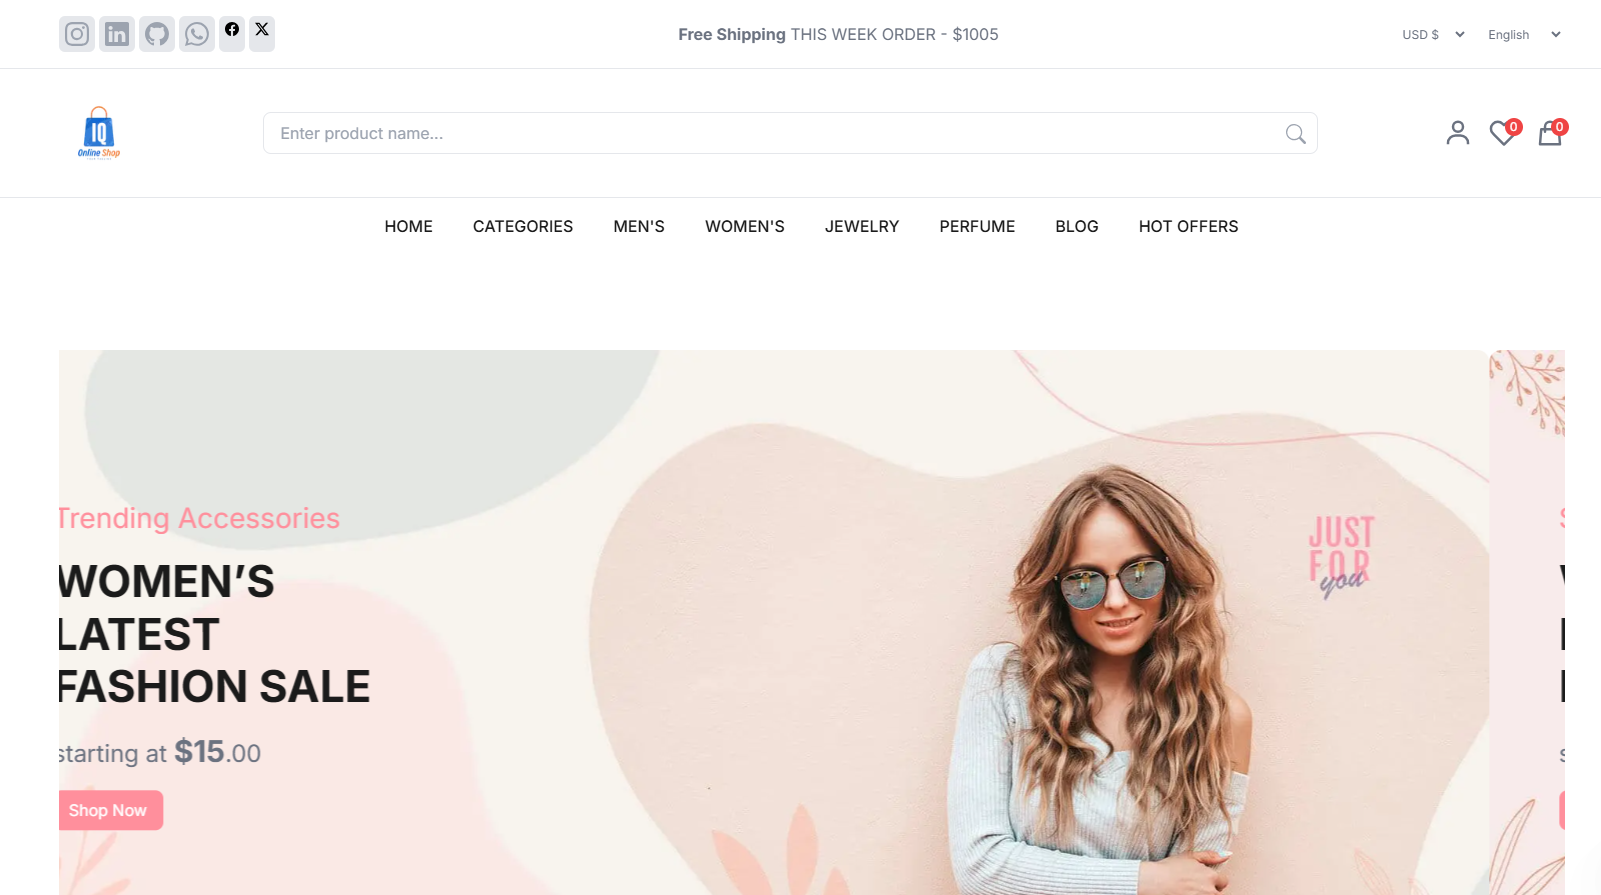 Free Shipping THIS WEEK ORDER - $1005
USD $
English
IQ
Online Shop
Enter product name...
0
0
HOME
CATEGORIES
MEN'S
WOMEN'S
JEWELRY
PERFUME
BLOG
HOT OFFERS
Trending Accessories
WOMEN’S
LATEST
FASHION SALE
starting at $15.00
Shop Now
JUST
FOR
you